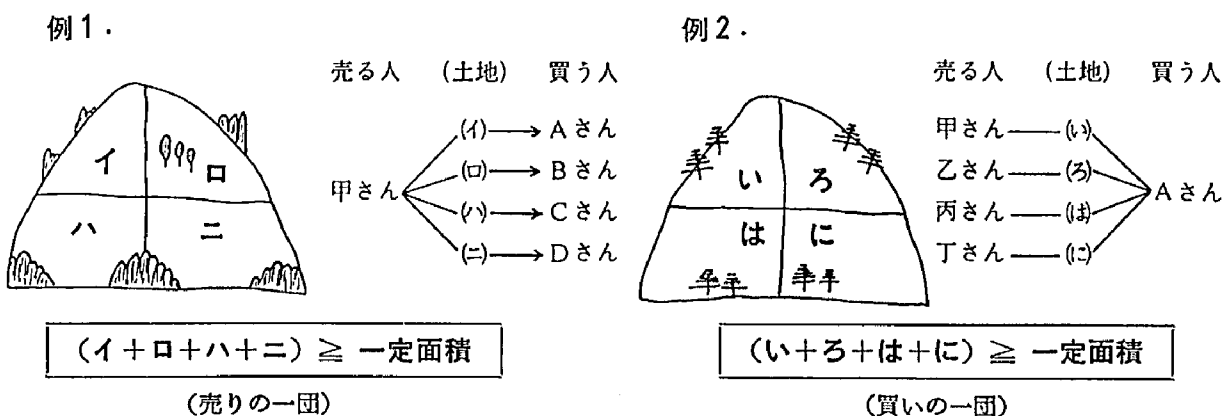 例1.
売る人 (土地) 買う人
イ
ロ
ハ
ニ
甲さん
(イ)→Aさん
(ロ)→Bさん
(ハ)→Cさん
(ニ)→Dさん
(イ+ロ+ハ+ニ) ≧ 一定面積
(売りの一団)
例2.
売る人 (土地) 買う人
い
ろ
は
に
甲さん—(い)
乙さん—(ろ)
丙さん—(は)
丁さん—(に)
Aさん
(い+ろ+は+に) ≧ 一定面積
(買いの一団)